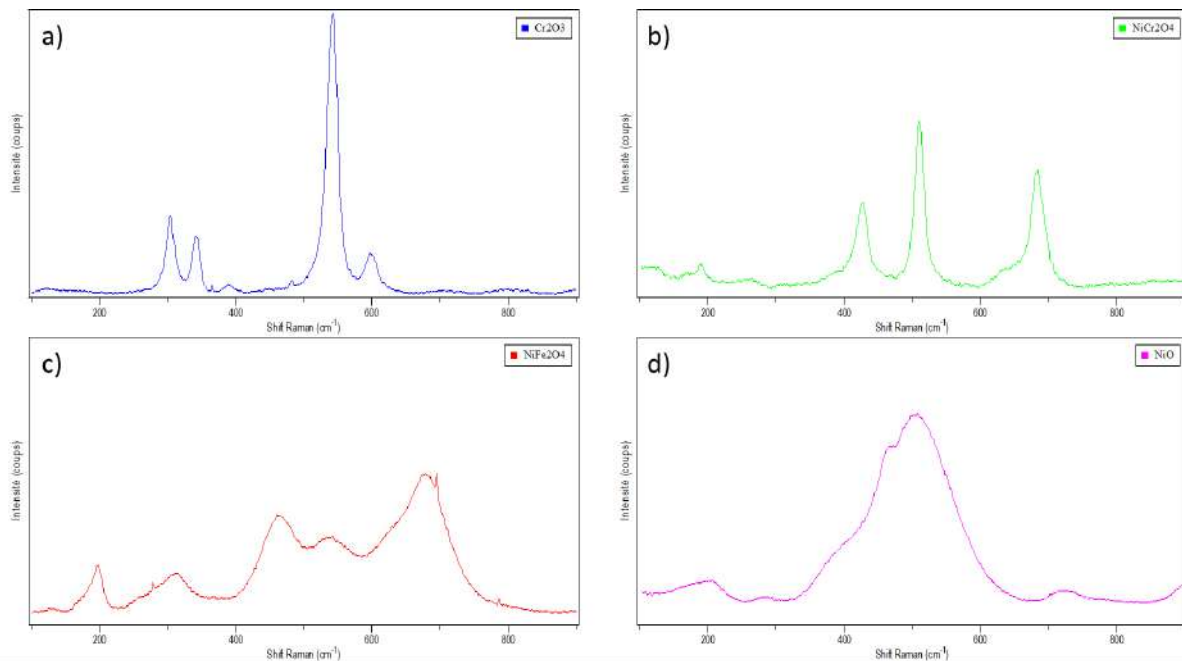 a)
Cr2O3
Intensité (coups)
200 400 600 800
Shift Raman (cm-1)
b)
NiCr2O4
Intensité (coups)
200 400 600 800
Shift Raman (cm-1)
c)
NiFe2O4
Intensité (coups)
200 400 600 800
Shift Raman (cm-1)
d)
NiO
Intensité (coups)
200 400 600 800
Shift Raman (cm-1)